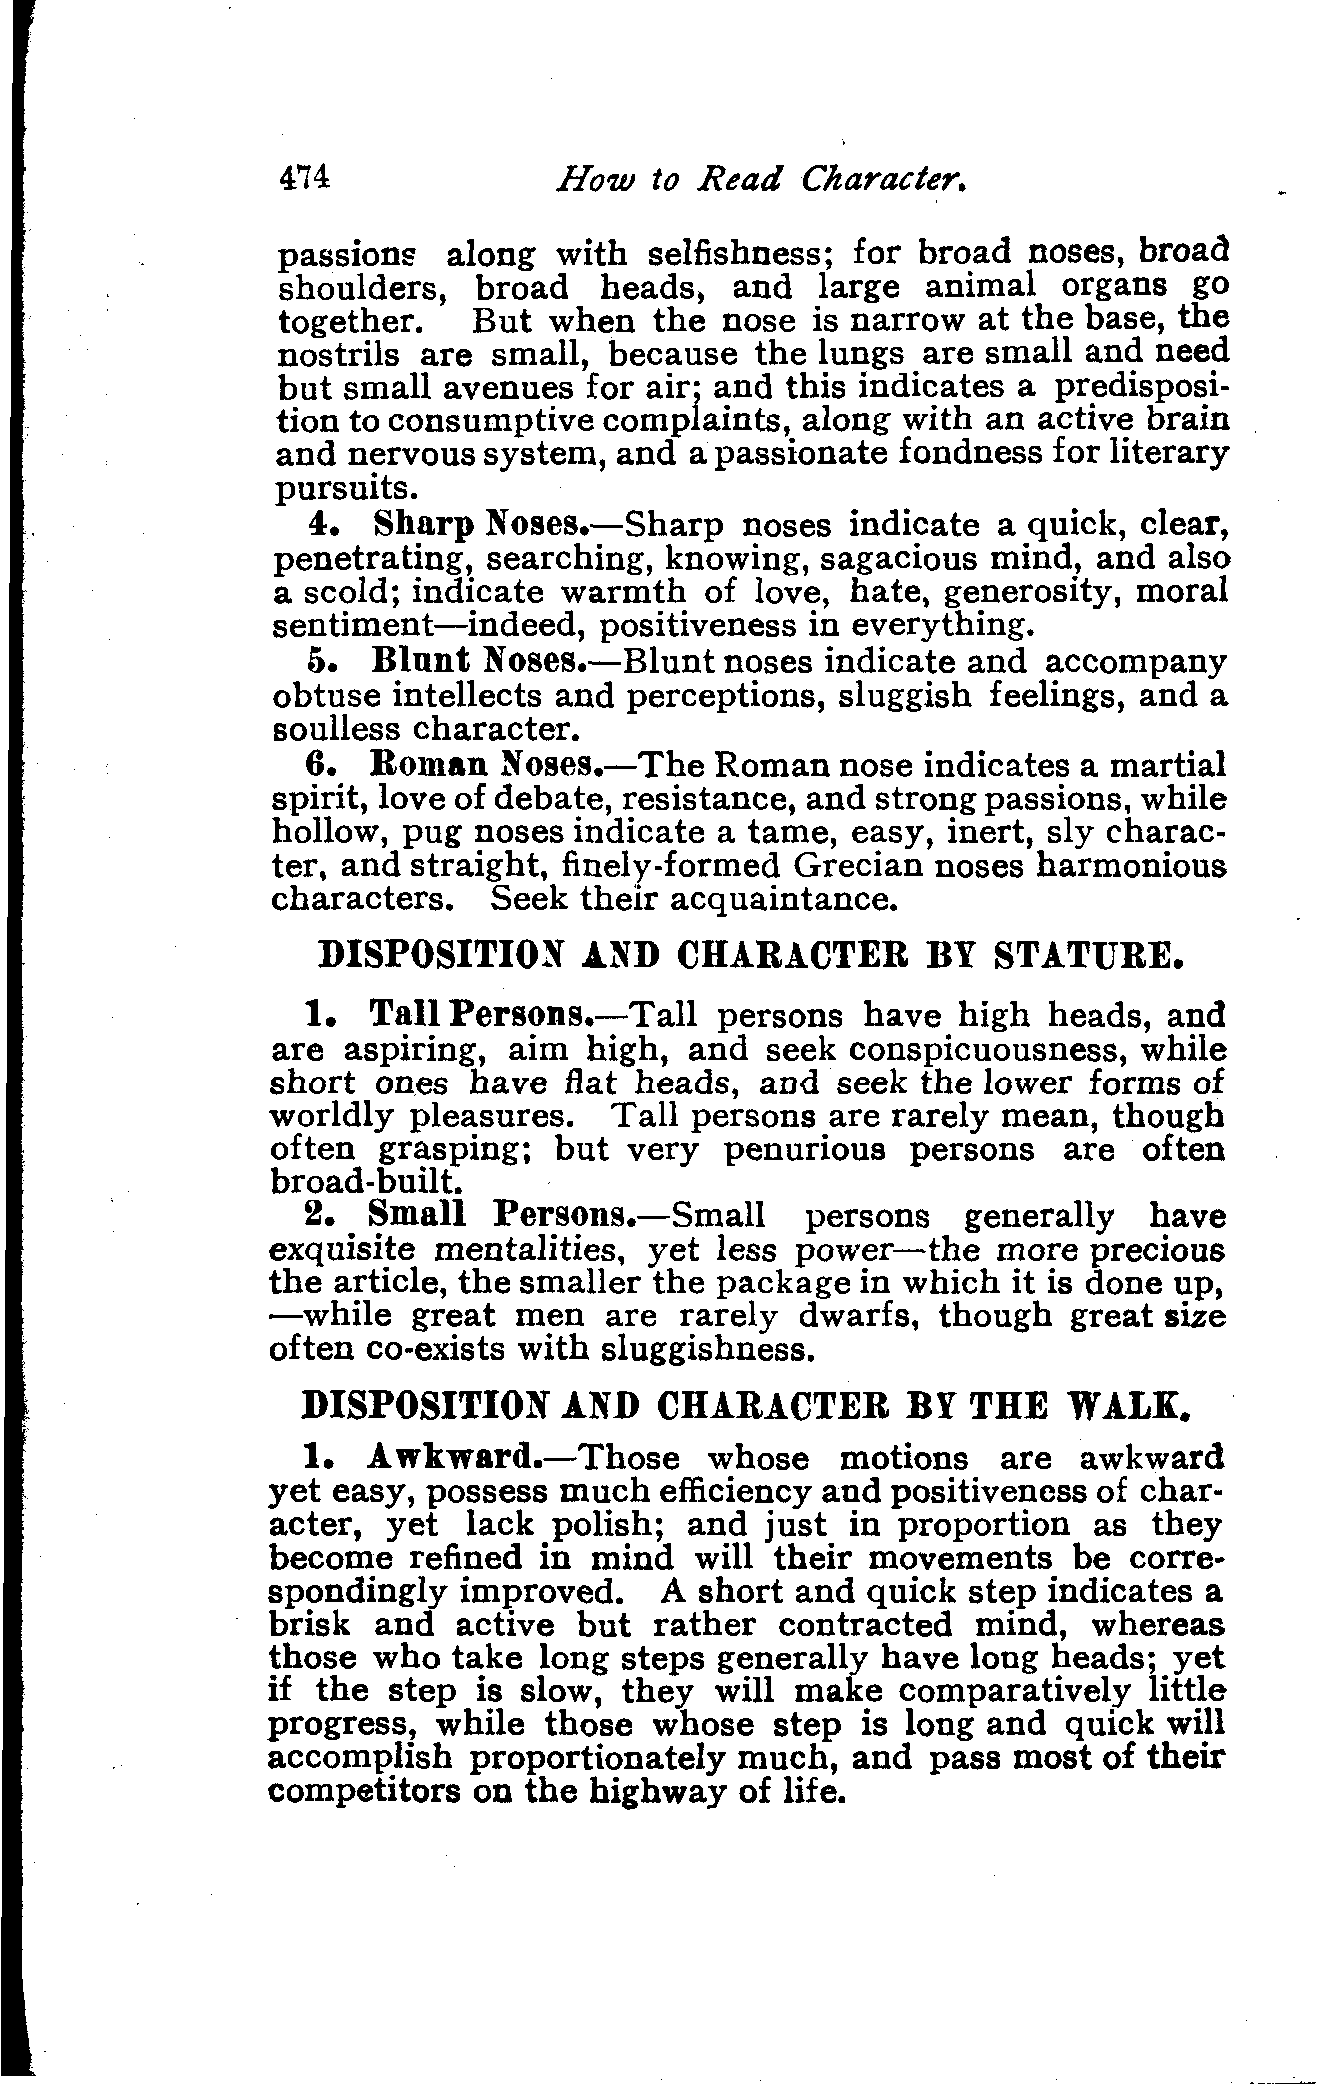 474 How to Read Character.
passions along with selfishness; for broad noses, broad
shoulders, broad heads, and large animal organs go
together. But when the nose is narrow at the base, the
nostrils are small, because the lungs are small and need
but small avenues for air; and this indicates a predisposi-
tion to consumptive complaints, along with an active brain
and nervous system, and a passionate fondness for literary
pursuits.
4. Sharp Noses.—Sharp noses indicate a quick, clear,
penetrating, searching, knowing, sagacious mind, and also
a scold; indicate warmth of love, hate, generosity, moral
sentiment—indeed, positiveness in everything.
5. Blunt Noses.—Blunt noses indicate and accompany
obtuse intellects and perceptions, sluggish feelings, and a
soulless character.
6. Roman Noses.—The Roman nose indicates a martial
spirit, love of debate, resistance, and strong passions, while
hollow, pug noses indicate a tame, easy, inert, sly charac-
ter, and straight, finely-formed Grecian noses harmonious
characters. Seek their acquaintance.
DISPOSITION AND CHARACTER BY STATURE.
1. Tall Persons.—Tall persons have high heads, and
are aspiring, aim high, and seek conspicuousness, while
short ones have flat heads, and seek the lower forms of
worldly pleasures. Tall persons are rarely mean, though
often grasping; but very penurious persons are often
broad-built.
2. Small Persons.—Small persons generally have
exquisite mentalities, yet less power—the more precious
the article, the smaller the package in which it is done up,
—while great men are rarely dwarfs, though great size
often co-exists with sluggishness.
DISPOSITION AND CHARACTER BY THE WALK.
1. Awkward.—Those whose motions are awkward
yet easy, possess much efficiency and positiveness of char-
acter, yet lack polish; and just in proportion as they
become refined in mind will their movements be corre-
spondingly improved. A short and quick step indicates a
brisk and active but rather contracted mind, whereas
those who take long steps generally have long heads; yet
if the step is slow, they will make comparatively little
progress, while those whose step is long and quick will
accomplish proportionately much, and pass most of their
competitors on the highway of life.